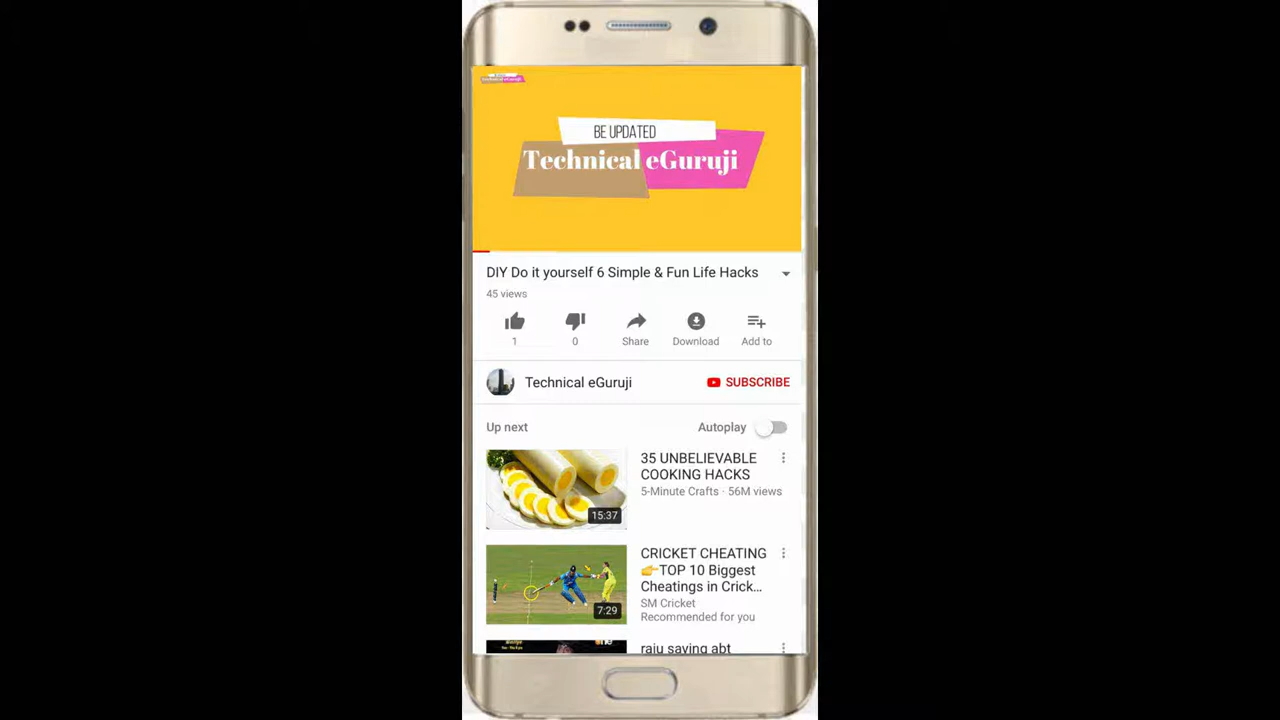 BE UPDATED
Technical eGuruji
DIY Do it yourself 6 Simple & Fun Life Hacks
45 views
1
0
Share
Download
Add to
Technical eGuruji
SUBSCRIBE
Up next
Autoplay
35 UNBELIEVABLE
COOKING HACKS
5-Minute Crafts · 56M views
15:37
CRICKET CHEATING
👉TOP 10 Biggest
Cheatings in Crick...
SM Cricket
Recommended for you
7:29
raju saying abt